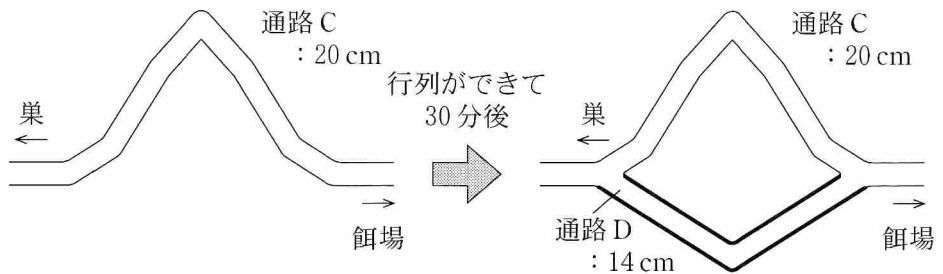 通路C
：20 cm
巣
餌場
行列ができて
30分後
通路C
：20 cm
巣
通路D
：14 cm
餌場